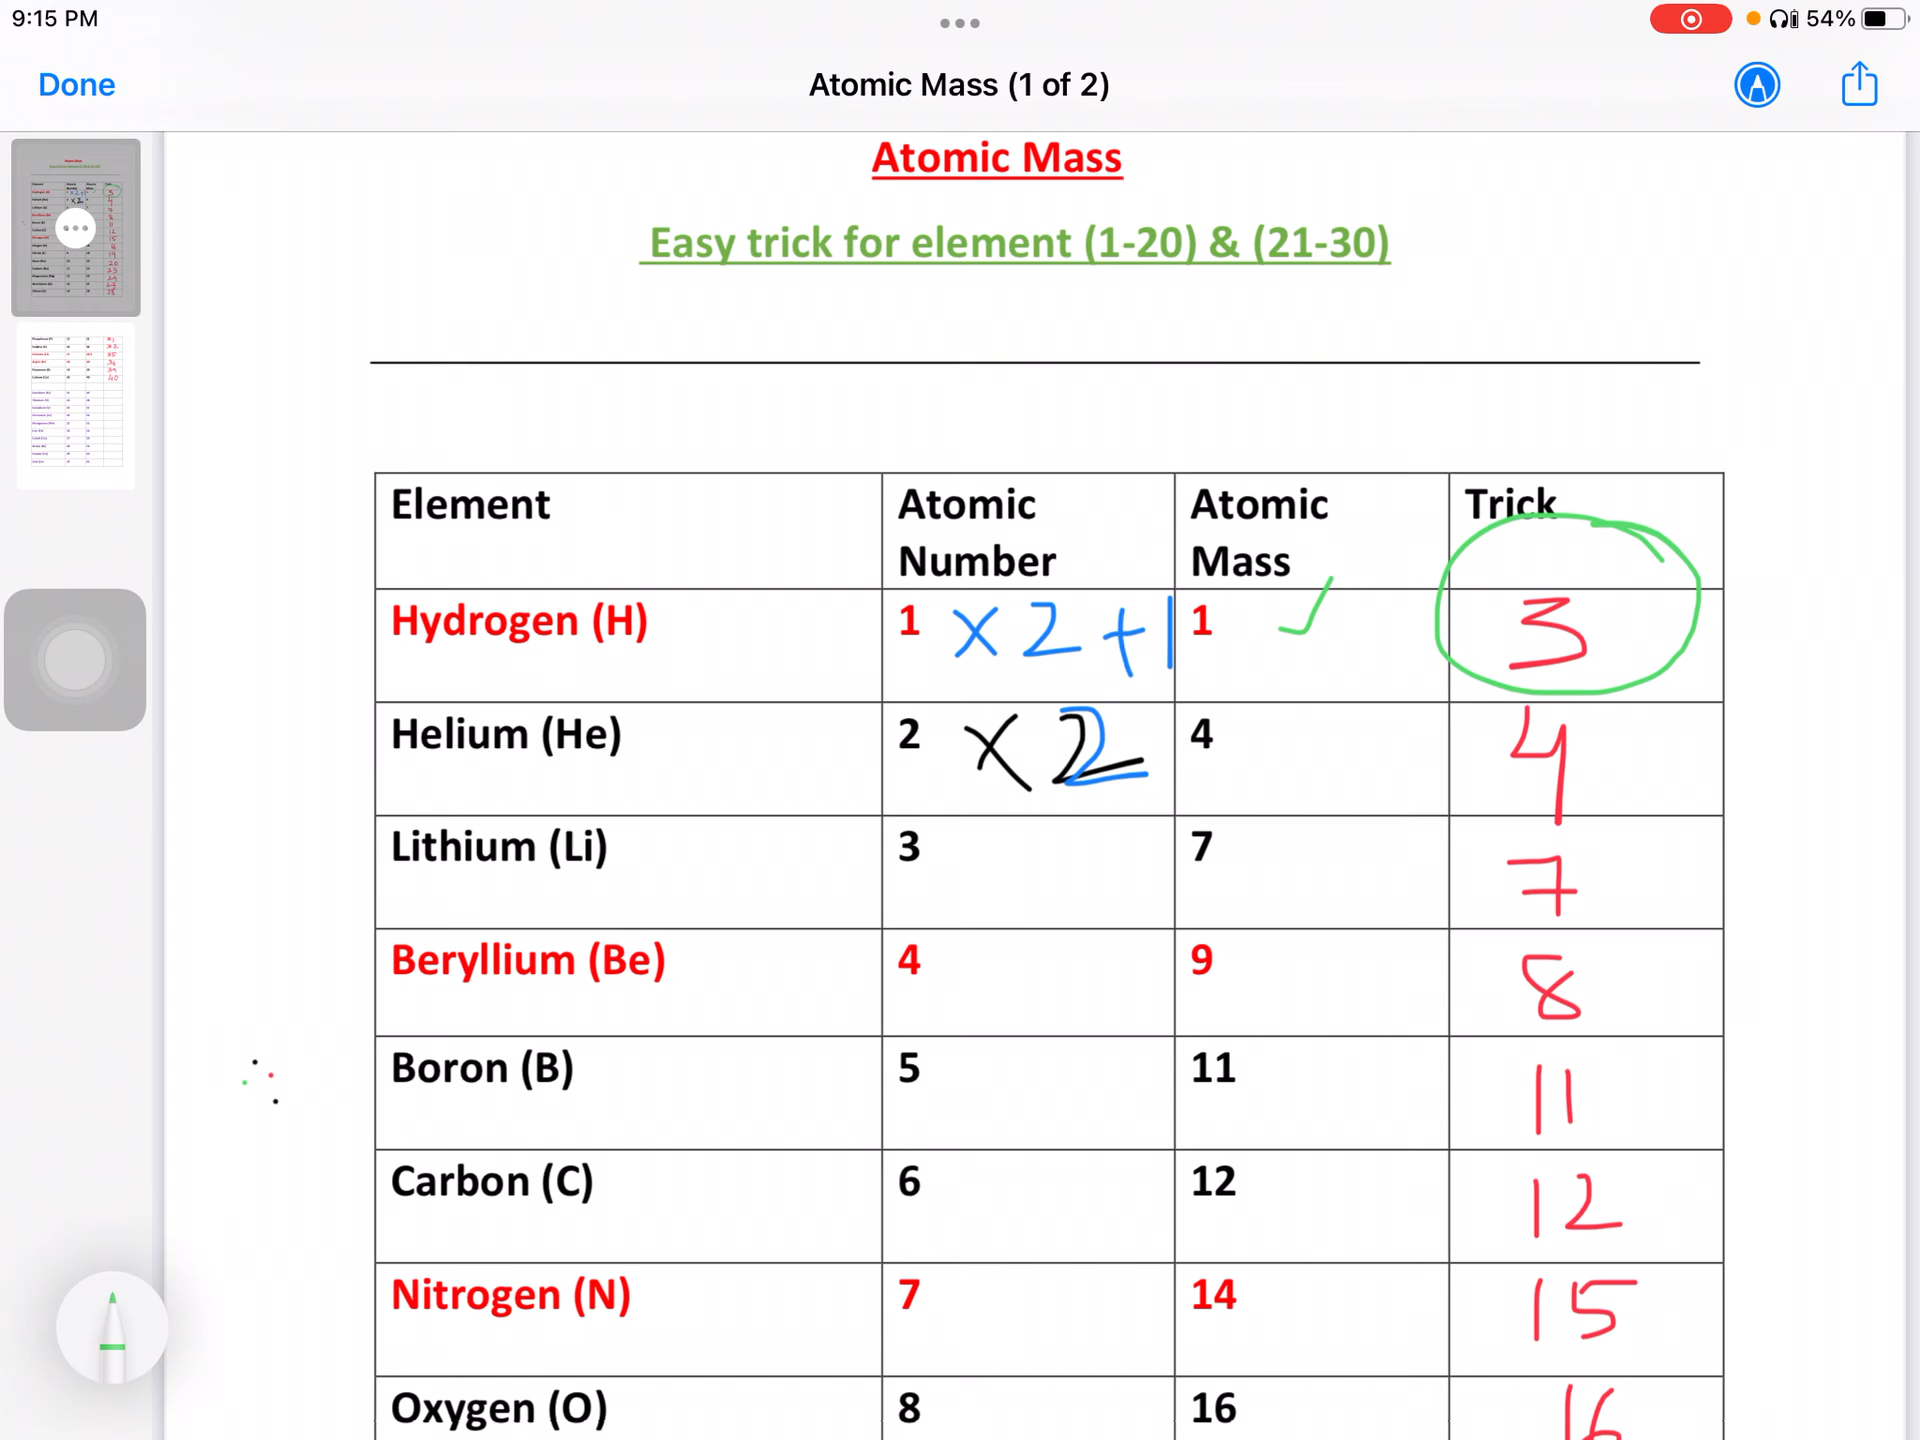 9:15 PM
54%
Done
Atomic Mass (1 of 2)
Atomic Mass
Easy trick for element (1-20) & (21-30)
Element Atomic Number Atomic Mass Trick
Hydrogen (H) 1 ×2+1 1 ✓ 3
Helium (He) 2 ×2 4 4
Lithium (Li) 3 7 7
Beryllium (Be) 4 9 8
Boron (B) 5 11 11
Carbon (C) 6 12 12
Nitrogen (N) 7 14 15
Oxygen (O) 8 16 16